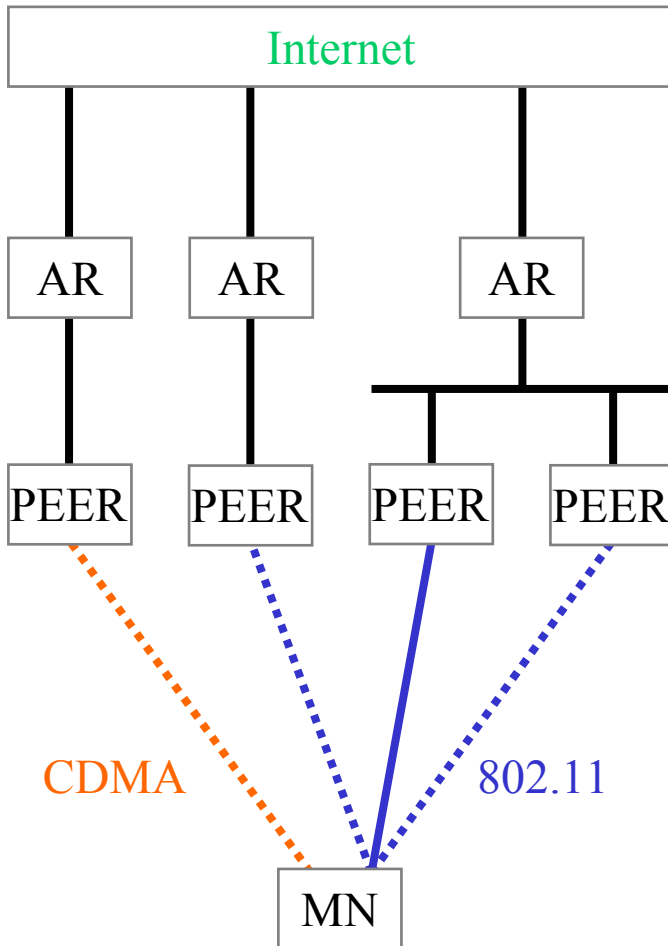 Internet
AR
AR
AR
PEER
PEER
PEER
PEER
CDMA
802.11
MN